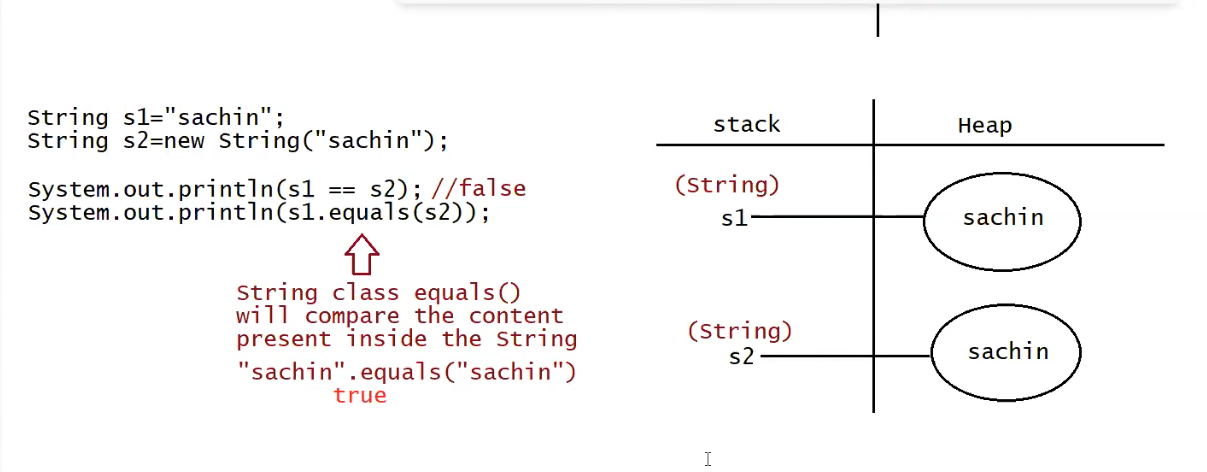 String s1="sachin";
String s2=new String("sachin");
System.out.println(s1 == s2); //false
System.out.println(s1.equals(s2));
String class equals()
will compare the content
present inside the String
"sachin".equals("sachin")
true
stack
Heap
(String)
s1
sachin
(String)
s2
sachin